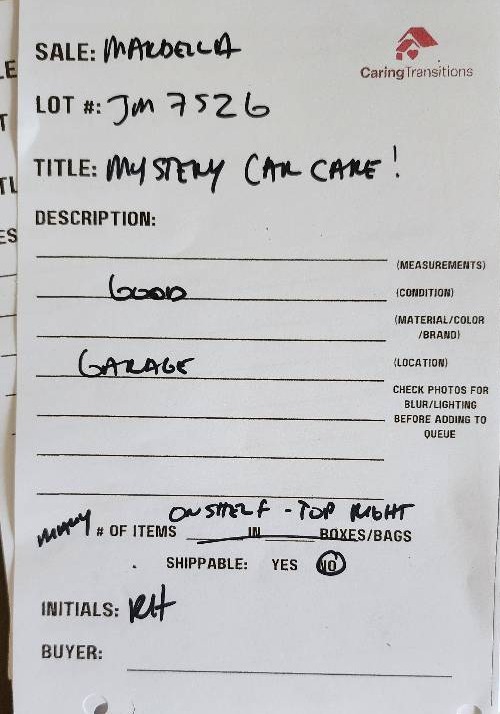 SALE: MARBELLA
CaringTransitions
LOT #: Jm 7526
TITLE: MYSTERY CAR CARE!
DESCRIPTION:
(MEASUREMENTS)
GOOD (CONDITION)
(MATERIAL/COLOR
/BRAND)
GARAGE (LOCATION)
CHECK PHOTOS FOR
BLUR/LIGHTING
BEFORE ADDING TO
QUEUE
ON SHELF - TOP RIGHT
MANY # OF ITEMS IN BOXES/BAGS
SHIPPABLE: YES NO
INITIALS: RH
BUYER: